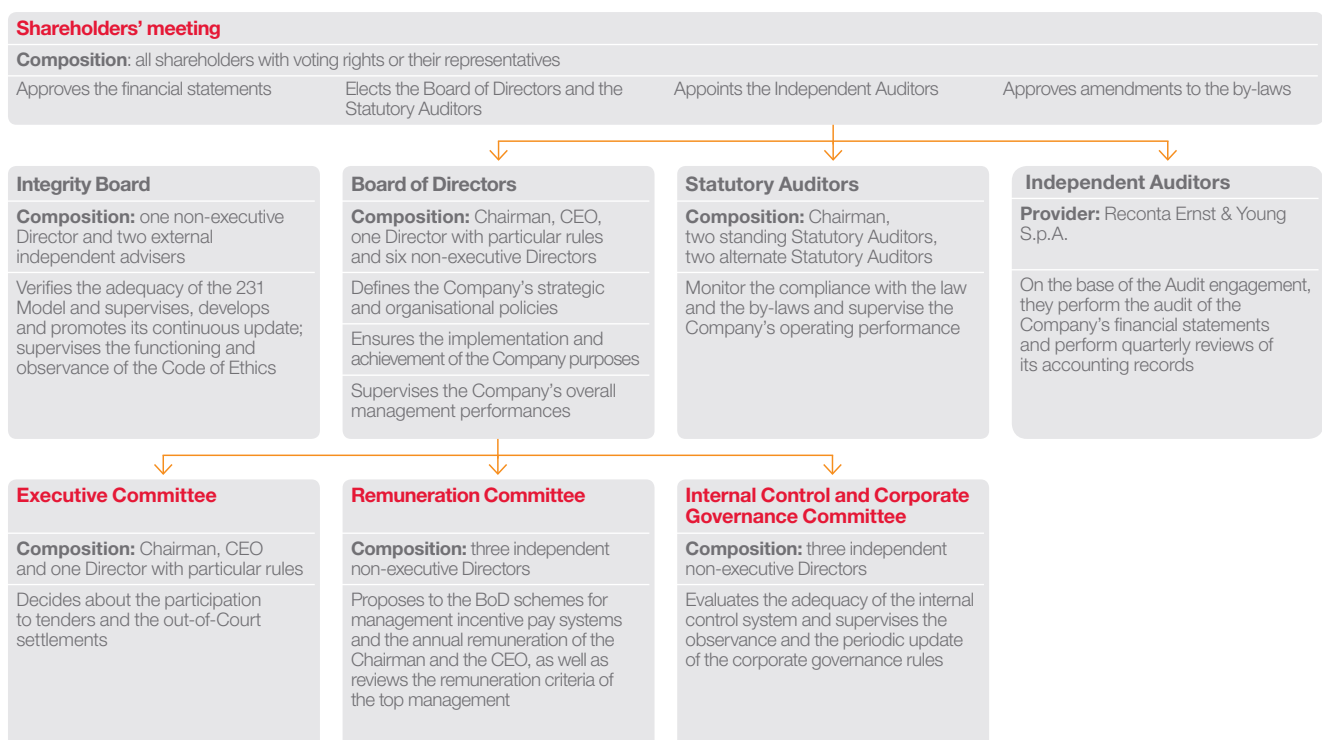 Shareholders' meeting
Composition: all shareholders with voting rights or their representatives
Approves the financial statements
Elects the Board of Directors and the
Statutory Auditors
Appoints the Independent Auditors
Approves amendments to the by-laws
Integrity Board
Composition: one non-executive
Director and two external
independent advisers
Verifies the adequacy of the 231
Model and supervises, develops
and promotes its continuous update;
supervises the functioning and
observance of the Code of Ethics
Board of Directors
Composition: Chairman, CEO,
one Director with particular rules
and six non-executive Directors
Defines the Company's strategic
and organisational policies
Ensures the implementation and
achievement of the Company purposes
Supervises the Company's overall
management performances
Statutory Auditors
Composition: Chairman,
two standing Statutory Auditors,
two alternate Statutory Auditors
Monitor the compliance with the law
and the by-laws and supervise the
Company's operating performance
Independent Auditors
Provider: Reconta Ernst & Young
S.p.A.
On the base of the Audit engagement,
they perform the audit of the
Company's financial statements
and perform quarterly reviews of
its accounting records
Executive Committee
Composition: Chairman, CEO
and one Director with particular rules
Decides about the participation
to tenders and the out-of-Court
settlements
Remuneration Committee
Composition: three independent
non-executive Directors
Proposes to the BoD schemes for
management incentive pay systems
and the annual remuneration of the
Chairman and the CEO, as well as
reviews the remuneration criteria of
the top management
Internal Control and Corporate
Governance Committee
Composition: three independent
non-executive Directors
Evaluates the adequacy of the internal
control system and supervises the
observance and the periodic update
of the corporate governance rules